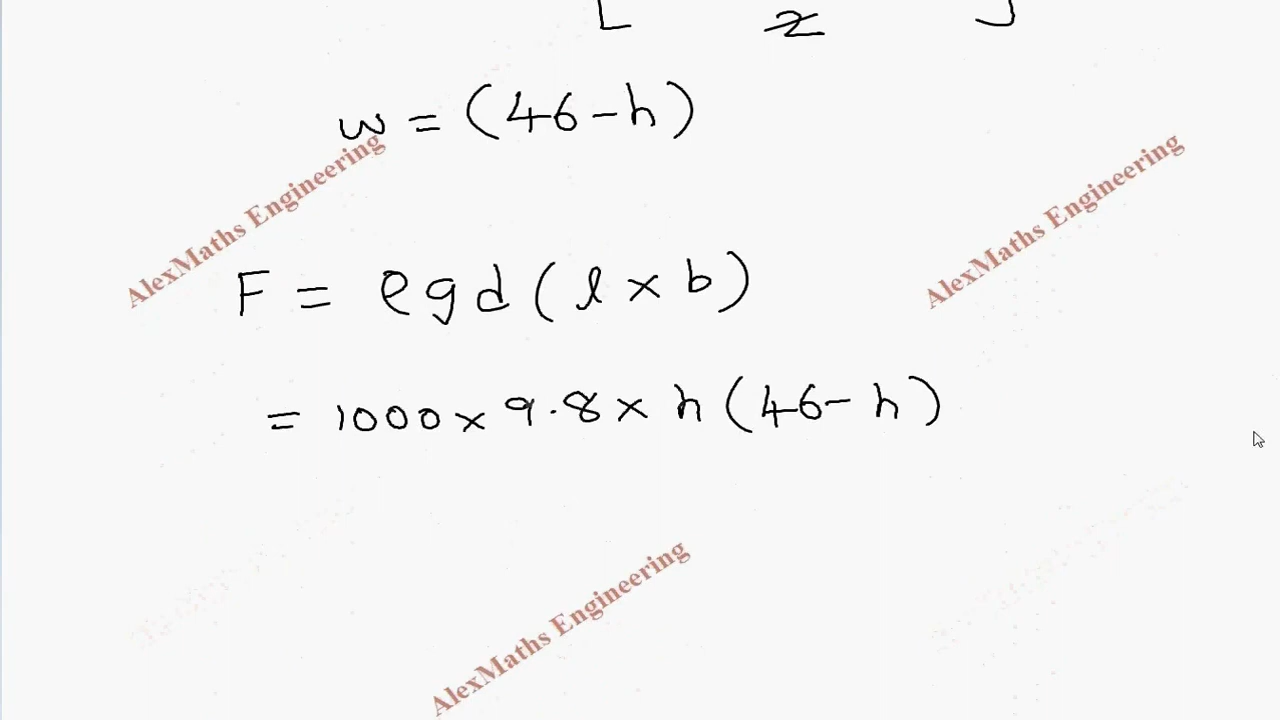 w = (46 - h)
AlexMaths Engineering
AlexMaths Engineering
F = ρgd(l × b)
= 1000 × 9.8 × h(46 - h)
AlexMaths Engineering